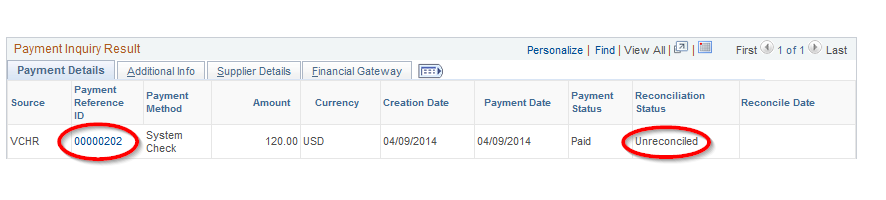 Payment Inquiry Result Personalize | Find | View All | First 1 of 1 Last
Payment Details Additional Info Supplier Details Financial Gateway
Source Payment Reference ID Payment Method Amount Currency Creation Date Payment Date Payment Status Reconciliation Status Reconcile Date
VCHR 00000202 System Check 120.00 USD 04/09/2014 04/09/2014 Paid Unreconciled